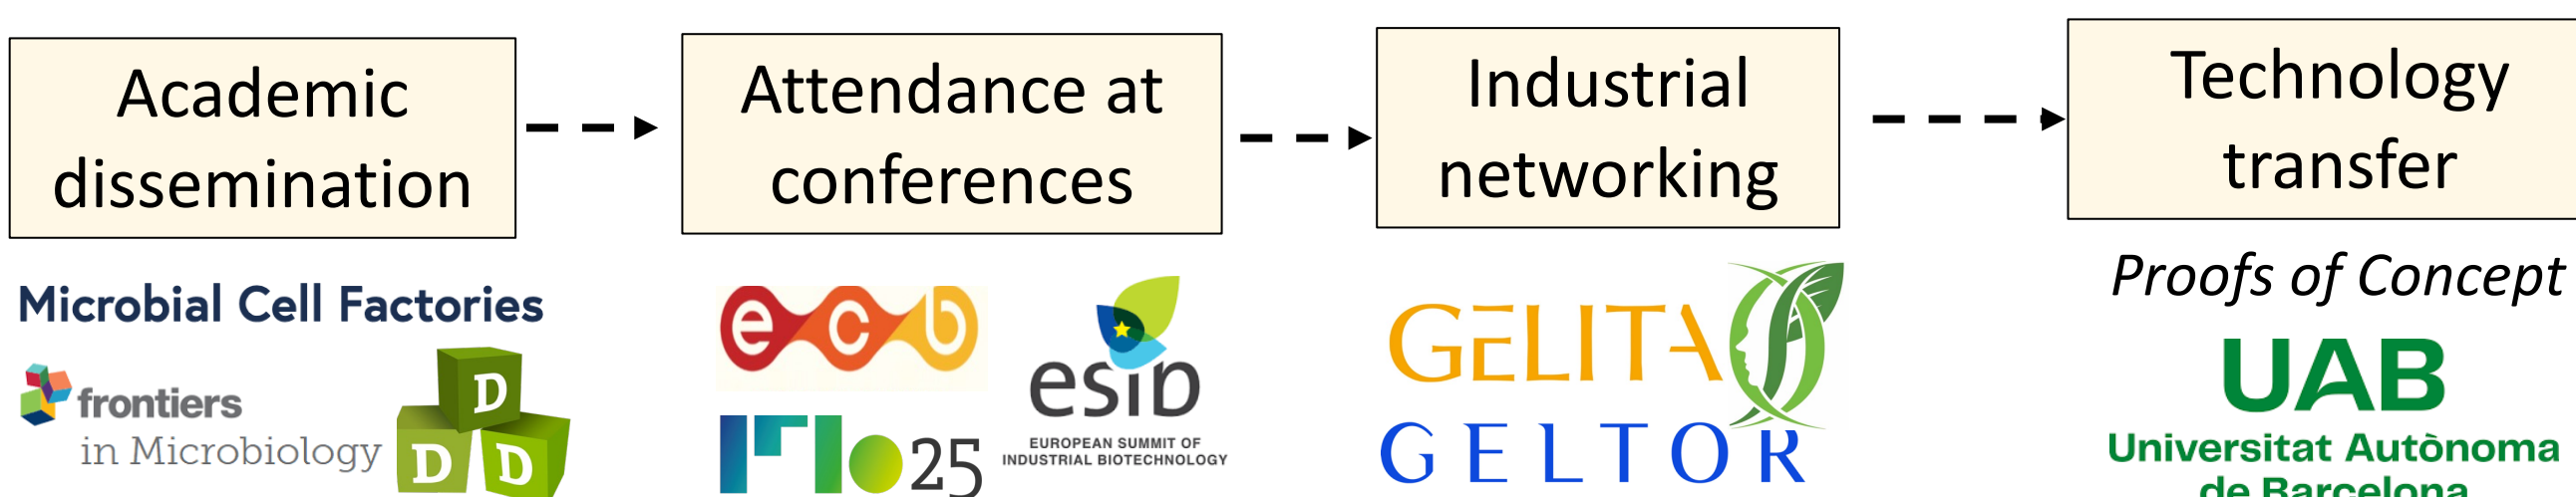 Academic
dissemination
Attendance at
conferences
Industrial
networking
Technology
transfer
Microbial Cell Factories
frontiers
in Microbiology
D
D D
ecb
25
esib
EUROPEAN SUMMIT OF
INDUSTRIAL BIOTECHNOLOGY
GELITA
GELTOR
Proofs of Concept
UAB
Universitat Autònoma
de Barcelona